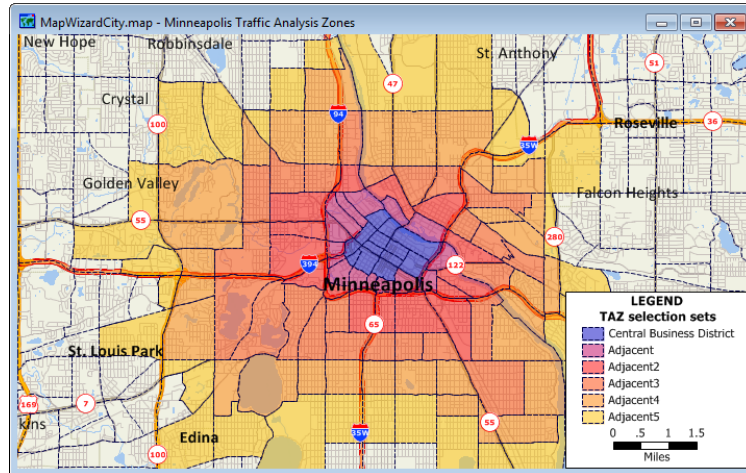 MapWizardCity.map - Minneapolis Traffic Analysis Zones
New Hope
Robbinsdale
St. Anthony
47
51
Crystal
94
100
35W
Roseville
36
Golden Valley
Falcon Heights
55
280
394
122
Minneapolis
65
St. Louis Park
169
7
kins
Edina
55
100
35W
LEGEND
TAZ selection sets
Central Business District
Adjacent
Adjacent2
Adjacent3
Adjacent4
Adjacent5
0 .5 1 1.5
Miles